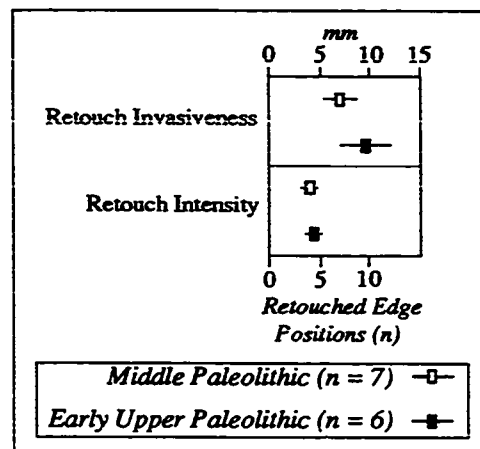 mm
0 5 10 15
Retouch Invasiveness
Retouch Intensity
0 5 10
Retouched Edge
Positions (n)
Middle Paleolithic (n = 7)
Early Upper Paleolithic (n = 6)